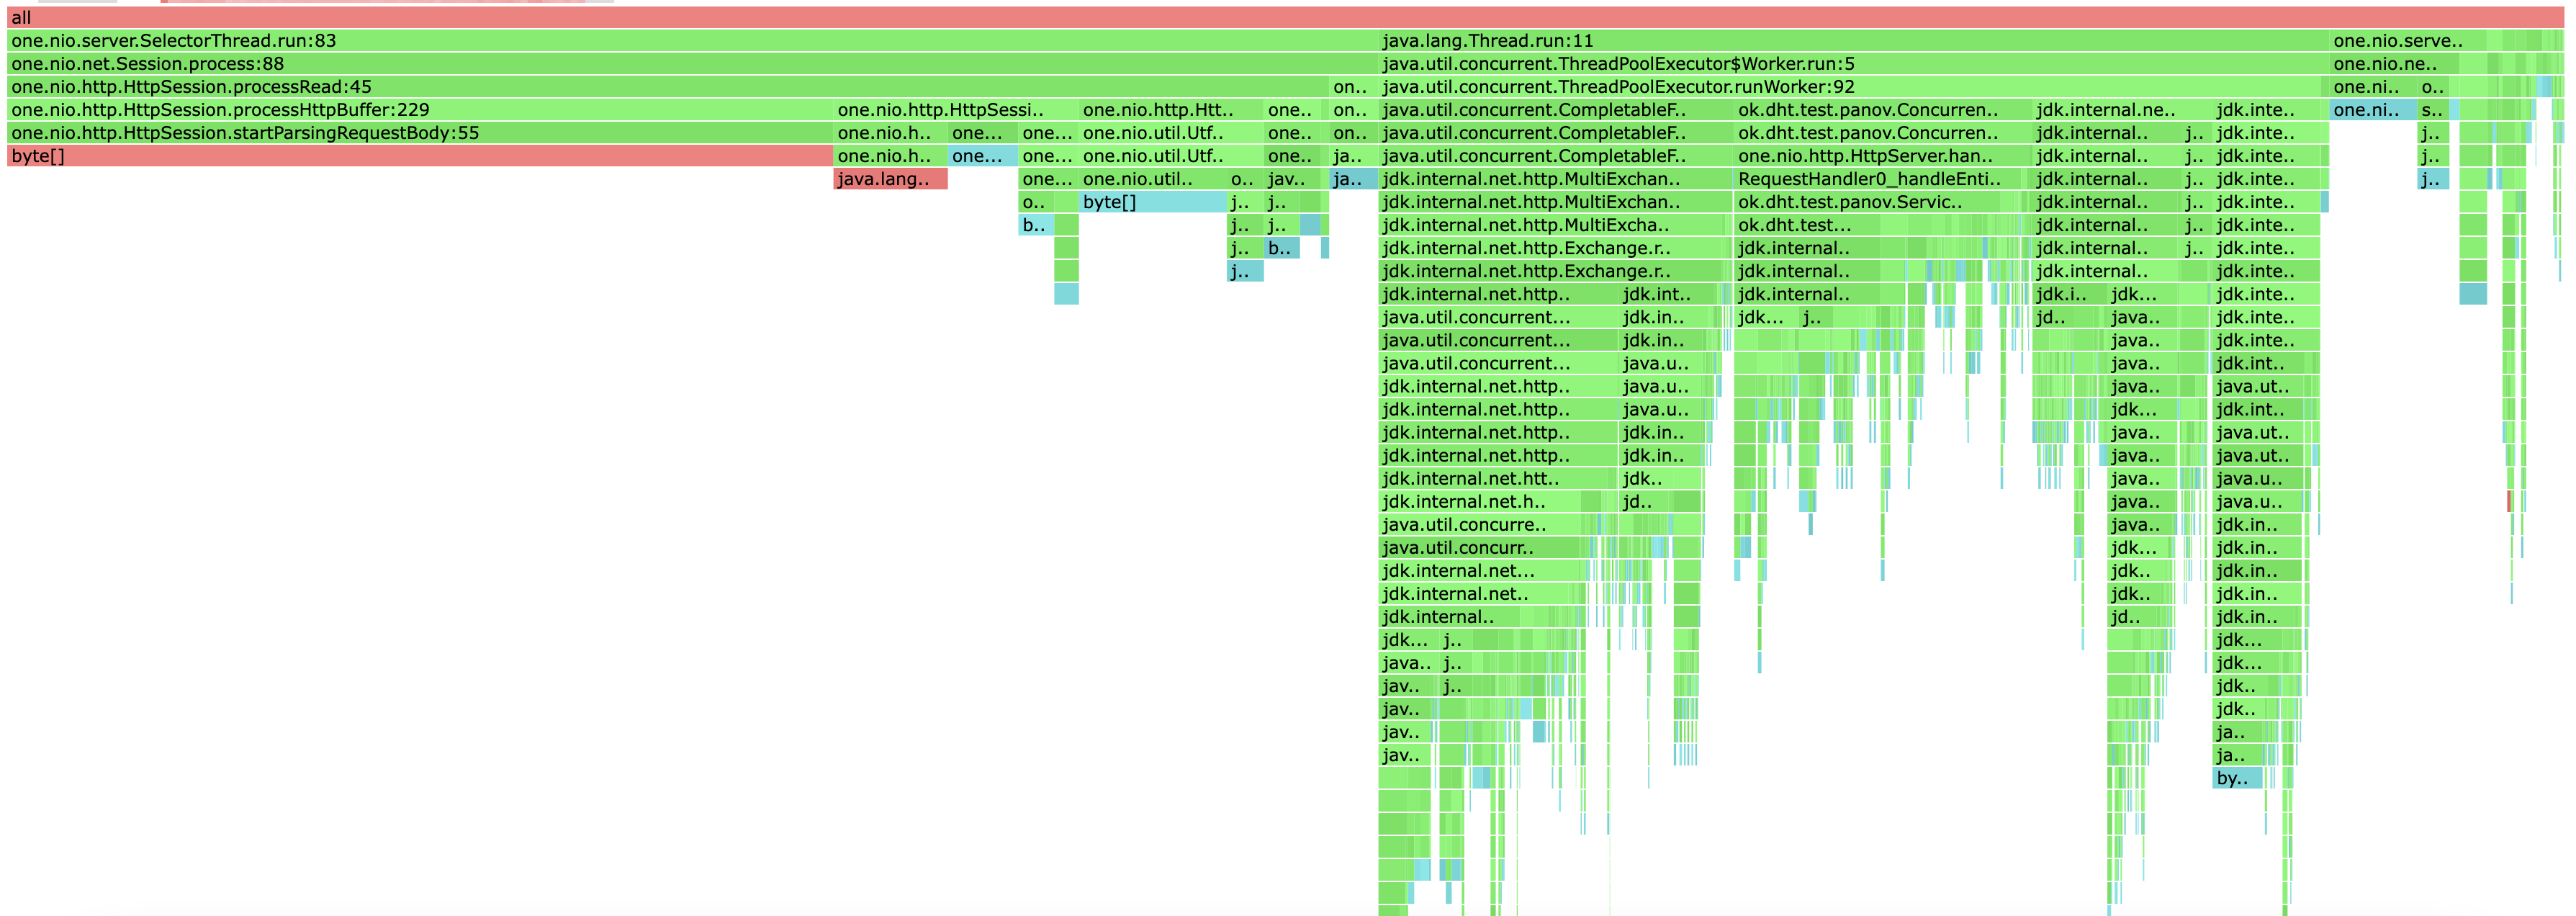 all
one.nio.server.SelectorThread.run:83 java.lang.Thread.run:11 one.nio.serve..
one.nio.net.Session.process:88 java.util.concurrent.ThreadPoolExecutor$Worker.run:5 one.nio.ne..
one.nio.http.HttpSession.processRead:45 on.. java.util.concurrent.ThreadPoolExecutor.runWorker:92 one.ni.. o..
one.nio.http.HttpSession.processHttpBuffer:229 one.nio.http.HttpSessi.. one.nio.http.Htt.. one.. on.. java.util.concurrent.CompletableF.. ok.dht.test.panov.Concurren.. jdk.internal.ne.. jdk.inte.. one.ni.. s..
one.nio.http.HttpSession.startParsingRequestBody:55 one.nio.h.. one... one... one.nio.util.Utf.. one.. on.. java.util.concurrent.CompletableF.. ok.dht.test.panov.Concurren.. jdk.internal.. j.. jdk.inte.. j..
byte[] one.nio.h.. one... one... one.nio.util.Utf.. one.. ja.. java.util.concurrent.CompletableF.. one.nio.http.HttpServer.han.. jdk.internal.. j.. jdk.inte.. j..
java.lang.. one... one.nio.util.. o.. jav.. ja.. jdk.internal.net.http.MultiExchan.. RequestHandler0_handleEnti.. jdk.internal.. j.. jdk.inte.. j..
o.. byte[] j.. j.. jdk.internal.net.http.MultiExchan.. ok.dht.test.panov.Servic.. jdk.internal.. j.. jdk.inte..
b.. j.. j.. jdk.internal.net.http.MultiExcha.. ok.dht.test... jdk.internal.. j.. jdk.inte..
j.. b.. jdk.internal.net.http.Exchange.r.. jdk.internal.. jdk.internal.. j.. jdk.inte..
j.. jdk.internal.net.http.Exchange.r.. jdk.internal.. jdk.internal.. jdk.inte..
jdk.internal.net.http.. jdk.int.. jdk.internal.. jdk.i.. jdk... jdk.inte..
java.util.concurrent... jdk.in.. jdk... j.. jd.. java.. jdk.inte..
java.util.concurrent... jdk.in.. java.. jdk.inte..
java.util.concurrent... java.u.. java.. jdk.int..
jdk.internal.net.http.. java.u.. java.. java.ut..
jdk.internal.net.http.. java.u.. jdk... jdk.int..
jdk.internal.net.http.. jdk.in.. java.. java.ut..
jdk.internal.net.http.. jdk.in.. java.. java.ut..
jdk.internal.net.htt.. jdk.. java.. java.u..
jdk.internal.net.h.. jd.. java.. java.u..
java.util.concurre.. java.. jdk.in..
java.util.concurr.. jdk... jdk.in..
jdk.internal.net... jdk.. jdk.in..
jdk.internal.net.. jdk.. jdk.in..
jdk.internal.. jd.. jdk.in..
jdk... j.. jdk...
java.. j.. jdk...
jav.. j.. jdk..
jav.. jdk..
jav.. ja..
jav.. ja..
by..